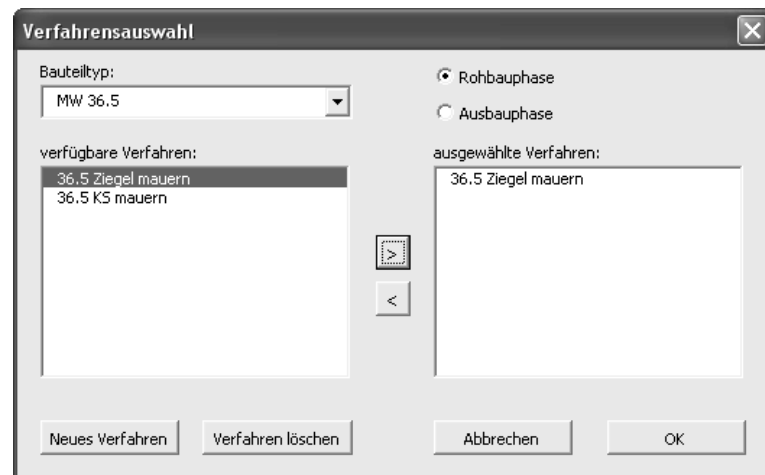 Verfahrensauswahl
Bauteiltyp:
MW 36.5
Rohbauphase
Ausbauphase
verfügbare Verfahren:
36.5 Ziegel mauern
36.5 KS mauern
>
<
ausgewählte Verfahren:
36.5 Ziegel mauern
Neues Verfahren
Verfahren löschen
Abbrechen
OK